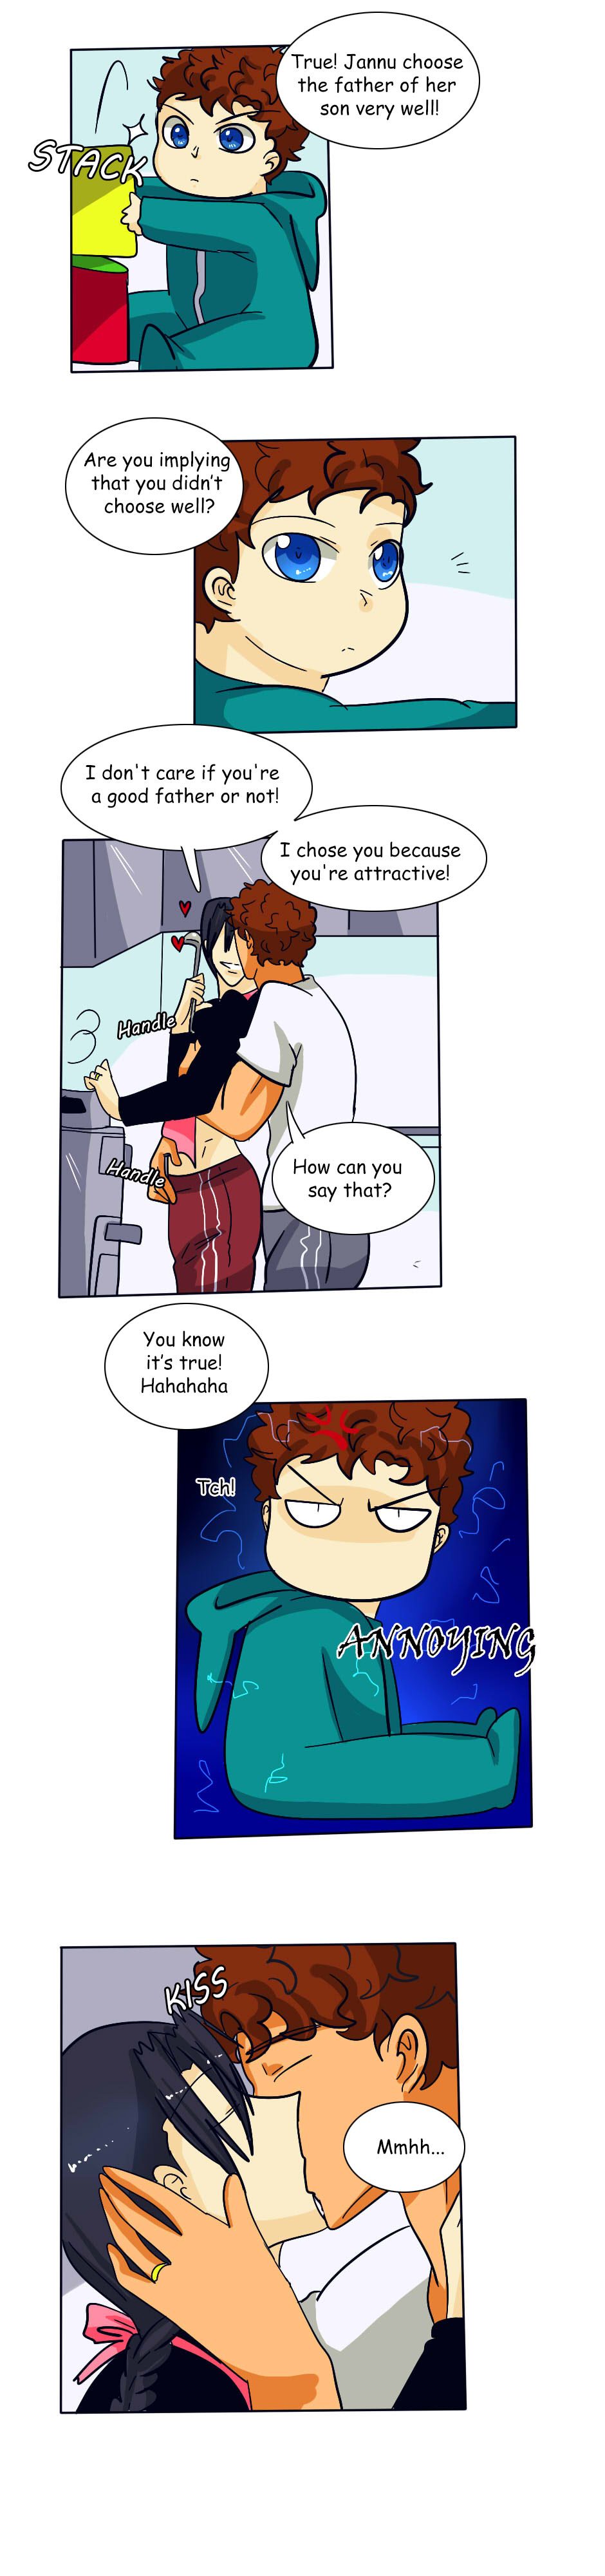 True! Jannu choose
the father of her
son very well!
STACK
Are you implying
that you didn't
choose well?
I don't care if you're
a good father or not!
I chose you because
you're attractive!
Handle
Handle
How can you
say that?
You know
it's true!
Hahahaha
Tch!
ANNOYING
KISS
Mmhh...